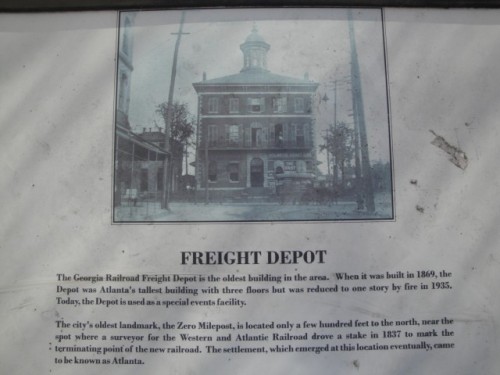 FREIGHT DEPOT
The Georgia Railroad Freight Depot is the oldest building in the area. When it was built in 1869, the
Depot was Atlanta's tallest building with three floors but was reduced to one story by fire in 1935.
Today, the Depot is used as a special events facility.
The city's oldest landmark, the Zero Milepost, is located only a few hundred feet to the north, near the
spot where a surveyor for the Western and Atlantic Railroad drove a stake in 1837 to mark the
terminating point of the new railroad. The settlement, which emerged at this location eventually, came
to be known as Atlanta.